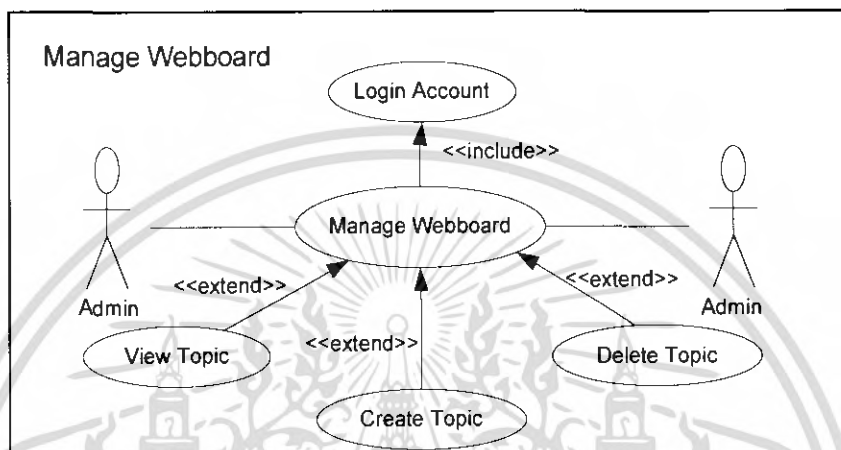 Manage Webboard
Login Account
<<include>>
Manage Webboard
Admin
Admin
<<extend>>
<<extend>>
<<extend>>
View Topic
Delete Topic
Create Topic